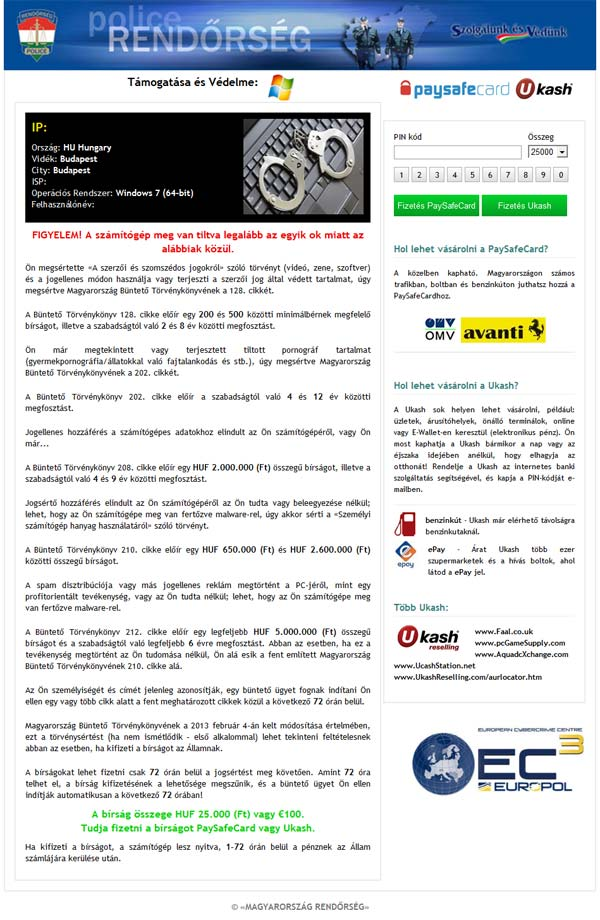 RENDŐRSÉG
POLICE
police
RENDŐRSÉG
Szolgálunk és Védünk
Támogatása és Védelme:
paysafecard Ukash
IP:
Ország: HU Hungary
Vidék: Budapest
City: Budapest
ISP:
Operációs Rendszer: Windows 7 (64-bit)
Felhasználónév:
FIGYELEM! A számítógép meg van tiltva legalább az egyik ok miatt az
alábbiak közül.
Ön megsértette «A szerzői és szomszédos jogokról» szóló törvényt (videó, zene, szoftver)
és a jogellenes módon használja vagy terjeszti a szerzői jog által védett tartalmat, úgy
megsértve Magyarország Büntető Törvénykönyvének a 128. cikkét.
A Büntető Törvénykönyv 128. cikke előír egy 200 és 500 közötti minimálbérnek megfelelő
bírságot, illetve a szabadságtól való 2 és 8 év közötti megfosztást.
Ön már megtekintett vagy terjesztett tiltott pornográf tartalmat
(gyermekpornográfia/állatokkal való fajtalankodás és stb.), úgy megsértve Magyarország
Büntető Törvénykönyvének a 202. cikkét.
A Büntető Törvénykönyv 202. cikke előír a szabadságtól való 4 és 12 év közötti
megfosztást.
Jogellenes hozzáférés a számítógépes adatokhoz elindult az Ön számítógépéről, vagy Ön
már...
A Büntető Törvénykönyv 208. cikke előír egy HUF 2.000.000 (Ft) összegű bírságot, illetve a
szabadságtól való 4 és 9 év közötti megfosztást.
Jogsértő hozzáférés elindult az Ön számítógépéről az Ön tudta vagy beleegyezése nélkül;
lehet, hogy az Ön számítógépe meg van fertőzve malware-rel, úgy akkor sérti a «Személyi
számítógép hanyag használatáról» szóló törvényt.
A Büntető Törvénykönyv 210. cikke előír egy HUF 650.000 (Ft) és HUF 2.600.000 (Ft)
közötti összegű bírságot.
A spam disztribúciója vagy más jogellenes reklám megtörtént a PC-jéről, mint egy
profitorientált tevékenység, vagy az Ön tudta nélkül; lehet, hogy az Ön számítógépe meg
van fertőzve malware-rel.
A Büntető Törvénykönyv 212. cikke előír egy legfeljebb HUF 5.000.000 (Ft) összegű
bírságot és a szabadságtól való legfeljebb 6 évre megfosztást. Abban az esetben, ha ez a
tevékenység megtörtént az Ön tudomása nélkül, Ön alá esik a fent említett Magyarország
Büntető Törvénykönyvének 210. cikke alá.
Az Ön személyiségét és címét jelenleg azonosítják, egy büntető ügyet fognak indítani Ön
ellen egy vagy több cikk alatt a fent meghatározott cikkek közül a következő 72 órán belül.
Magyarország Büntető Törvénykönyvének a 2013 február 4-án kelt módosítása értelmében,
ezt a törvénysértést (ha nem ismétlődik - első alkalommal) lehet tekinteni feltételesnek
abban az esetben, ha kifizeti a bírságot az Államnak.
A bírságokat lehet fizetni csak 72 órán belül a jogsértést meg követően. Amint 72 óra
telhet el, a bírság kifizetésének a lehetősége megszűnik, és a büntető ügyet Ön ellen
indítják automatikusan a következő 72 órában!
A bírság összege HUF 25.000 (Ft) vagy €100.
Tudja fizetni a bírságot PaySafeCard vagy Ukash.
Ha kifizeti a bírságot, a számítógép lesz nyitva, 1-72 órán belül a pénznek az Állam
számlájára kerülése után.
PIN kód Összeg
25000
1 2 3 4 5 6 7 8 9 0
Fizetés PaySafeCard Fizetés Ukash
Hol lehet vásárolni a PaySafeCard?
A közelben kapható. Magyarországon számos
trafikban, boltban és benzinkúton juthatsz hozzá a
PaySafeCardhoz.
OMV
OMV avanti
Hol lehet vásárolni a Ukash?
A Ukash sok helyen lehet vásárolni, például:
üzletek, árusítóhelyek, önálló terminálok, online
vagy E-Wallet-en keresztül (elektronikus pénz). Ön
most kaphatja a Ukash bármikor a nap vagy az
éjszaka idejében anélkül, hogy elhagyja az
otthonát! Rendelje a Ukash az internetes banki
szolgáltatás segítségével, és kapja a PIN-kódját e-
mailben.
benzinkút - Ukash már elérhető távolságra
benzinkutaknál.
epay
ePay - Árat Ukash több ezer
szupermarketek és a hívás boltok, ahol
látod a ePay jel.
Több Ukash:
Ukash
reselling
www.Faal.co.uk
www.pcGameSupply.com
www.AquadcXchange.com
www.UcashStation.net
www.UkashReselling.com/aurlocator.htm
EUROPEAN CYBERCRIME CENTRE
EC3
EUROPOL
© «MAGYARORSZÁG RENDŐRSÉG»